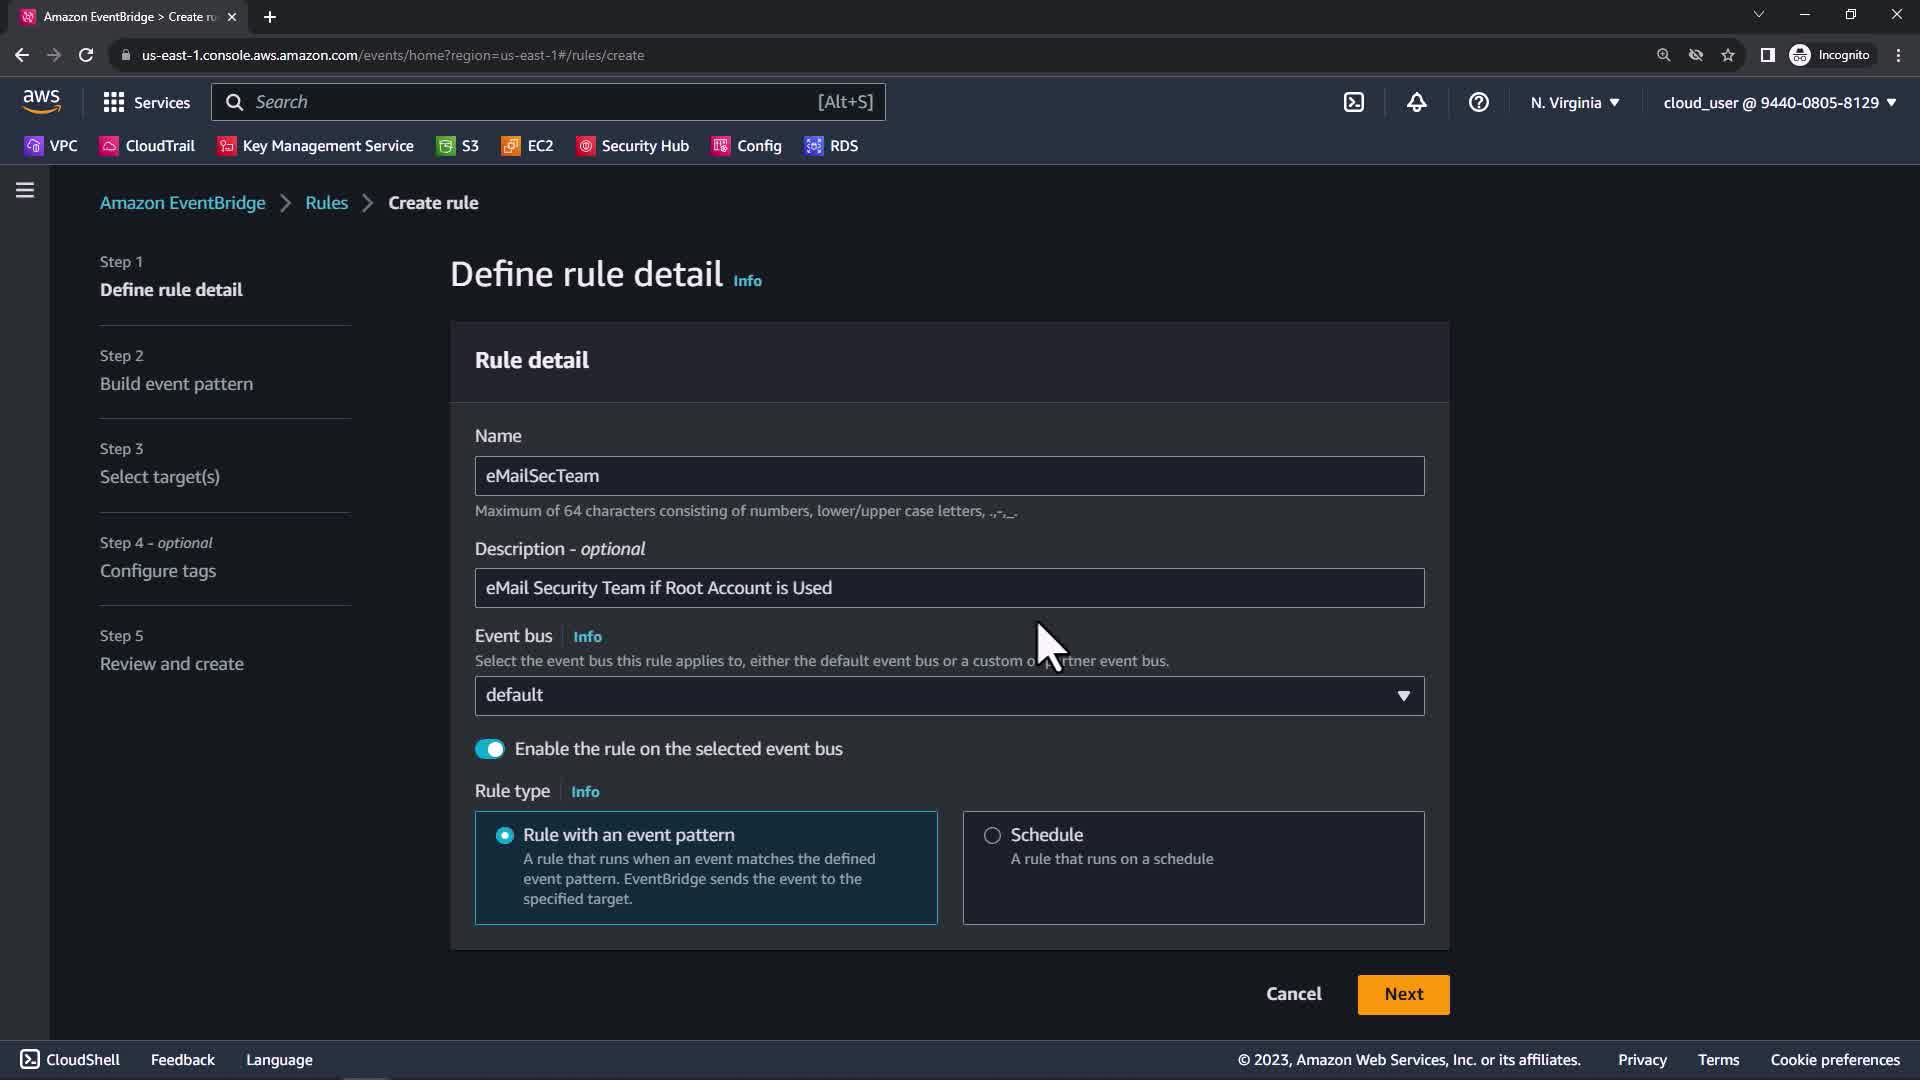 Amazon EventBridge > Create ru
us-east-1.console.aws.amazon.com/events/home?region=us-east-1#/rules/create
Incognito
aws
Services
Search
[Alt+S]
N. Virginia
cloud_user @ 9440-0805-8129
VPC
CloudTrail
Key Management Service
S3
EC2
Security Hub
Config
RDS
Amazon EventBridge
Rules
Create rule
Step 1
Define rule detail
Step 2
Build event pattern
Step 3
Select target(s)
Step 4 - optional
Configure tags
Step 5
Review and create
Define rule detail Info
Rule detail
Name
eMailSecTeam
Maximum of 64 characters consisting of numbers, lower/upper case letters, .,-,_.
Description - optional
eMail Security Team if Root Account is Used
Event bus Info
Select the event bus this rule applies to, either the default event bus or a custom event bus.
default
Enable the rule on the selected event bus
Rule type Info
Rule with an event pattern
A rule that runs when an event matches the defined
event pattern. EventBridge sends the event to the
specified target.
Schedule
A rule that runs on a schedule
Cancel
Next
CloudShell
Feedback
Language
© 2023, Amazon Web Services, Inc. or its affiliates.
Privacy
Terms
Cookie preferences